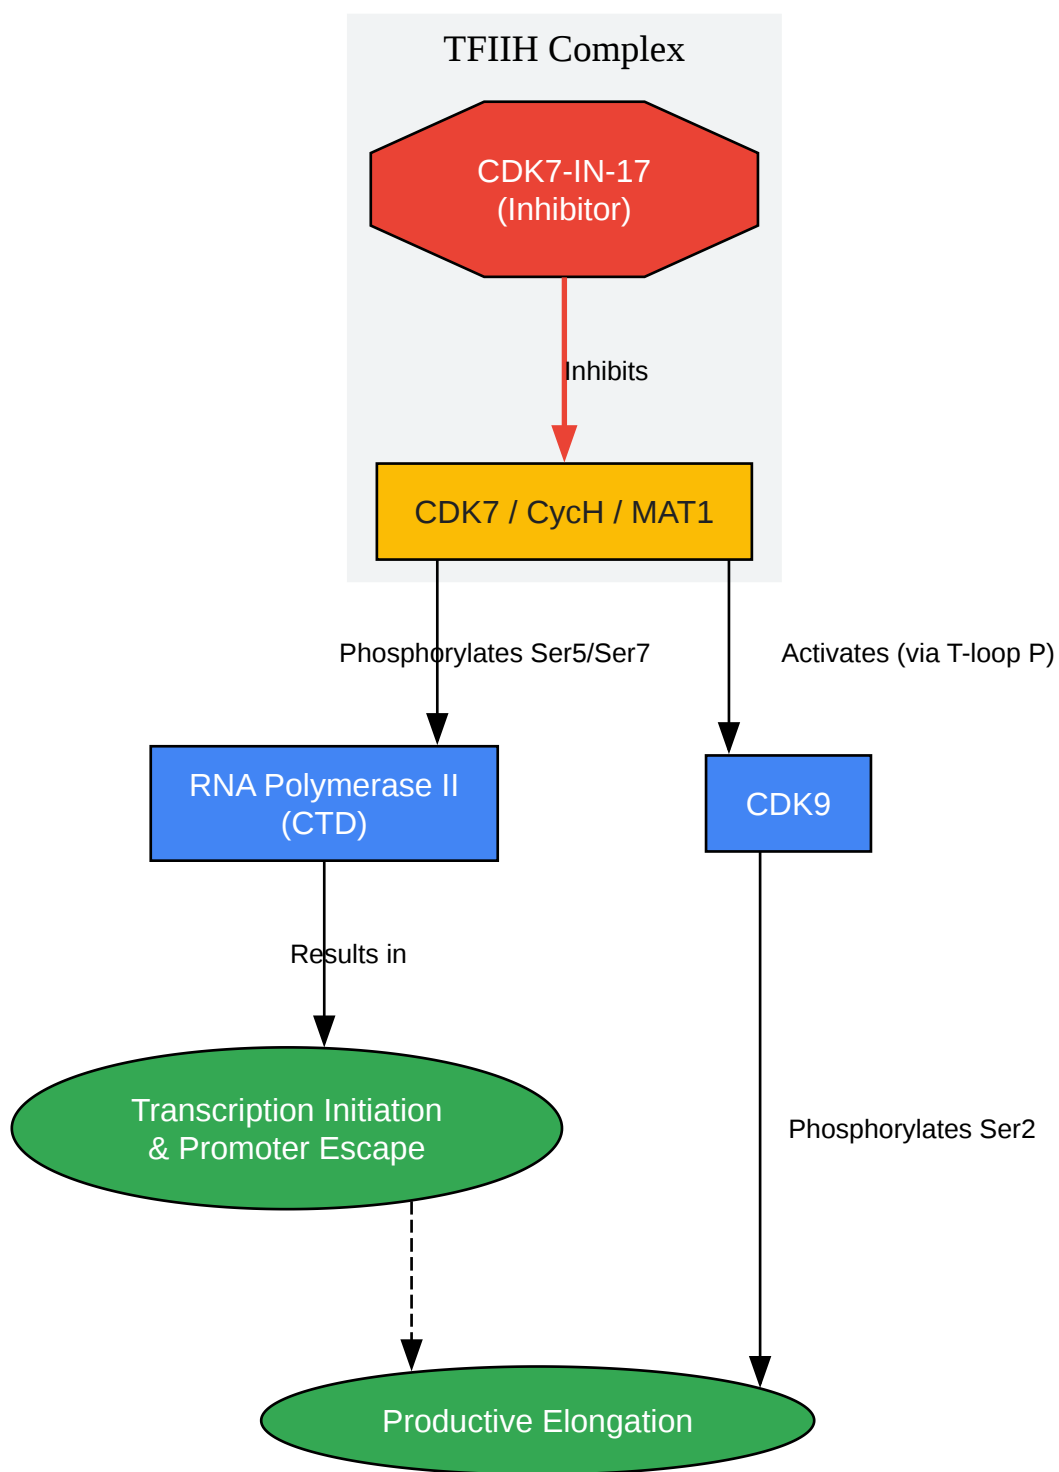 TFIIH Complex
CDK7-IN-17
(Inhibitor)
Inhibits
CDK7 / CycH / MAT1
Phosphorylates Ser5/Ser7
Activates (via T-loop P)
RNA Polymerase II
(CTD)
CDK9
Results in
Transcription Initiation
& Promoter Escape
Phosphorylates Ser2
Productive Elongation